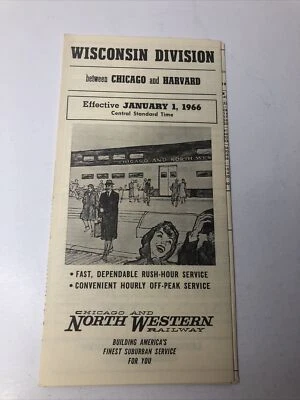 WISCONSIN DIVISION
between CHICAGO and HARVARD
Effective JANUARY 1, 1966
Central Standard Time
CHICAGO AND NORTH WES
• FAST, DEPENDABLE RUSH-HOUR SERVICE
• CONVENIENT HOURLY OFF-PEAK SERVICE
CHICAGO AND
NORTH WESTERN
RAILWAY
BUILDING AMERICA'S
FINEST SUBURBAN SERVICE
FOR YOU